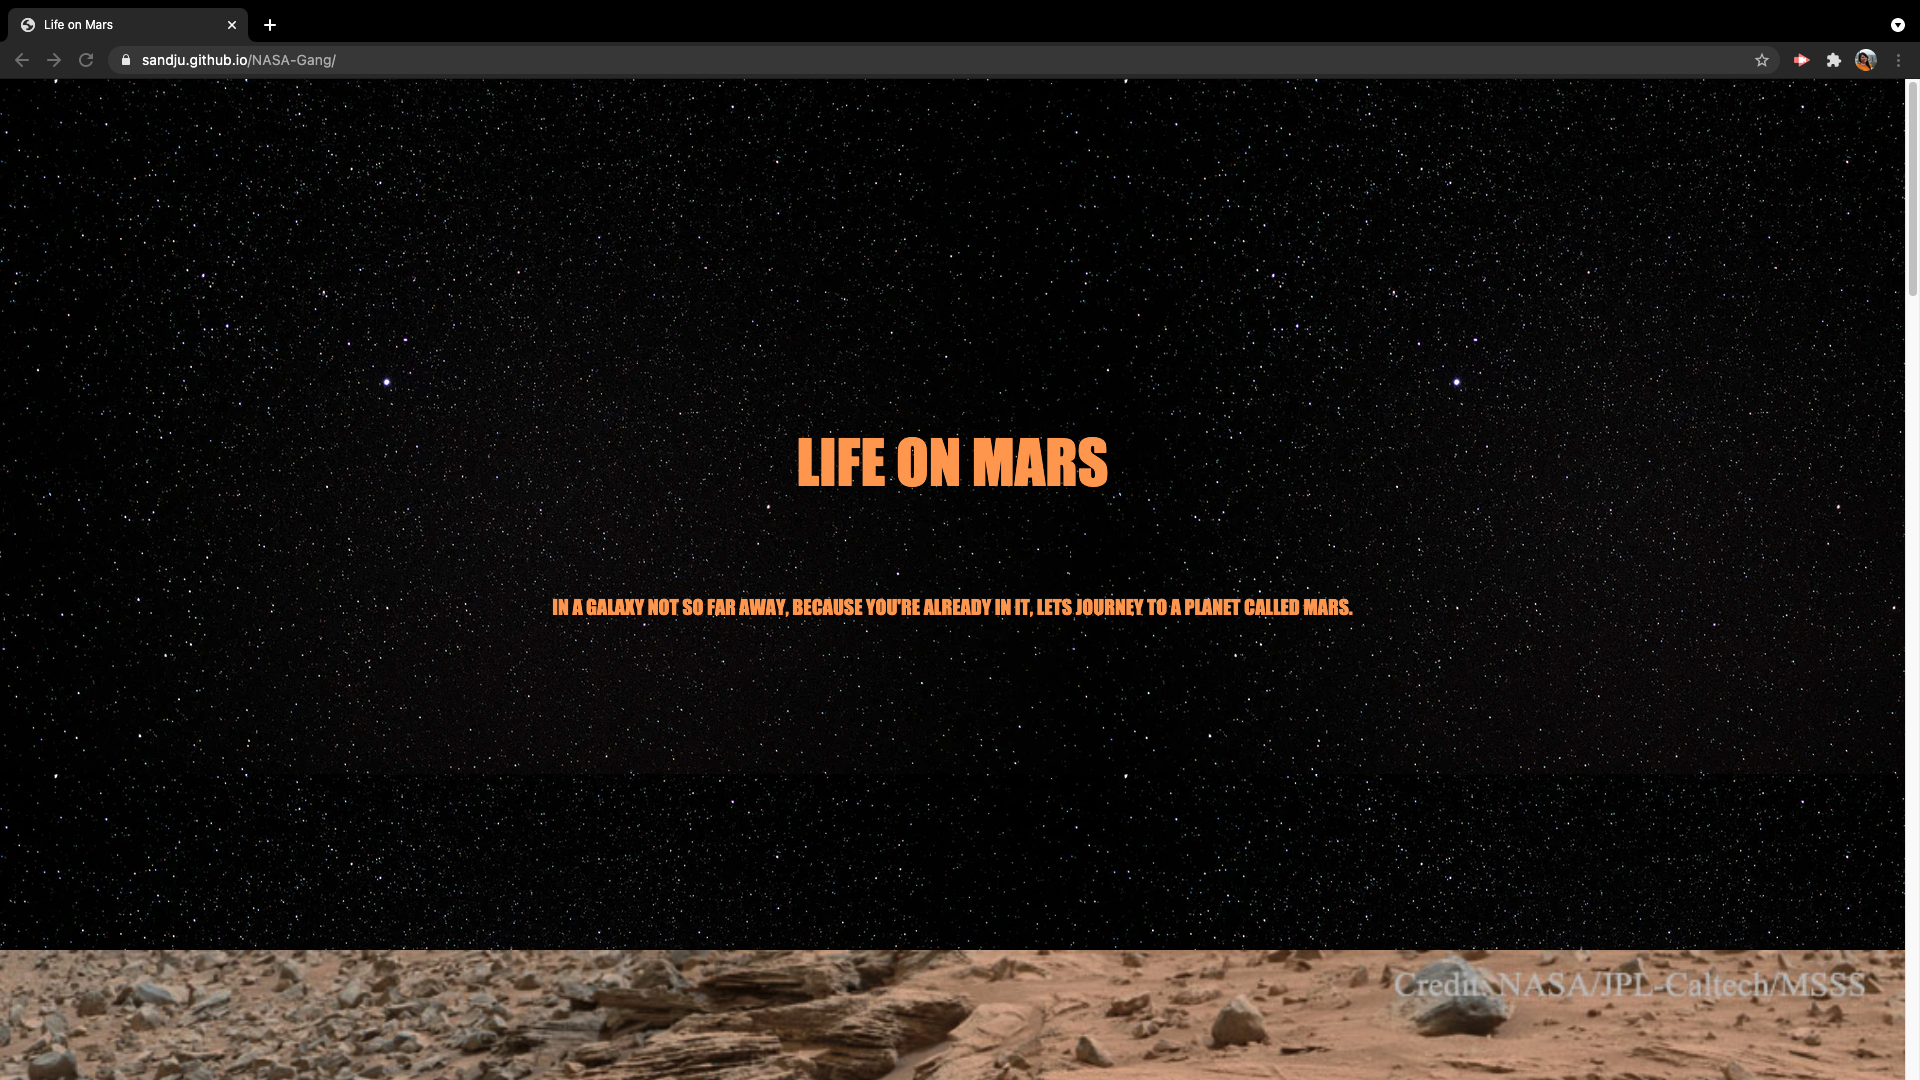 Life on Mars
sandju.github.io/NASA-Gang/
LIFE ON MARS
IN A GALAXY NOT SO FAR AWAY, BECAUSE YOU'RE ALREADY IN IT, LETS JOURNEY TO A PLANET CALLED MARS.
Credit: NASA/JPL-Caltech/MSSS